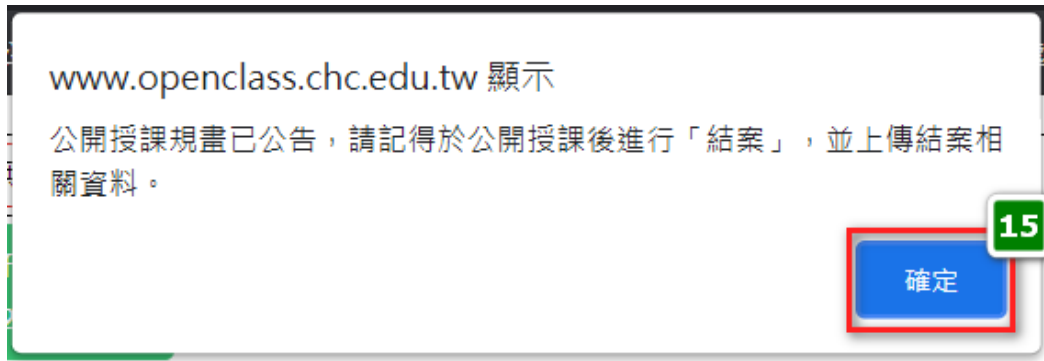 www.openclass.chc.edu.tw 顯示
公開授課規畫已公告，請記得於公開授課後進行「結案」，並上傳結案相
關資料。
15
確定